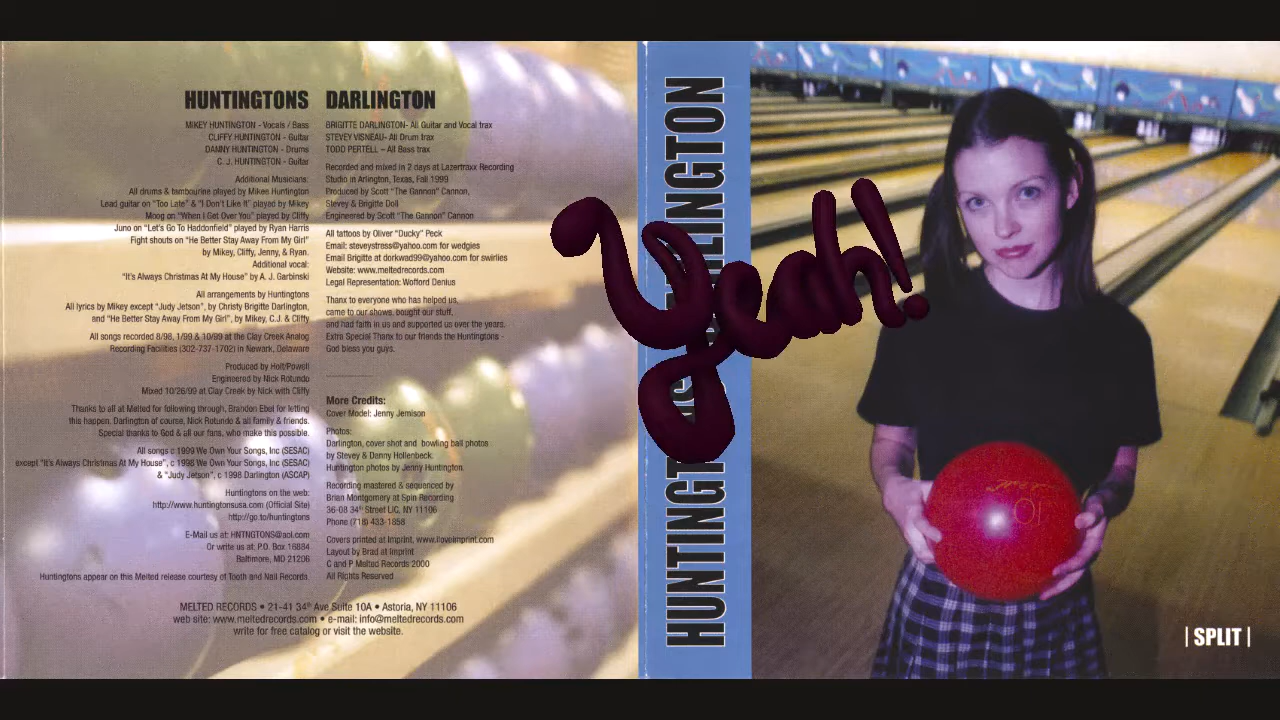 HUNTINGTONS
MIKEY HUNTINGTON - Vocals / Bass
CLIFFY HUNTINGTON - Guitar
DANNY HUNTINGTON - Drums
C. J. HUNTINGTON - Guitar
Additional Musicians:
All drums & tambourine played by Mikee Huntington
Lead guitar on "Too Late" & "I Don't Like It" played by Mikey
Moog on "When I Get Over You" played by Cliffy
Juno on "Let's Go To Haddonfield" played by Ryan Harris
Fight shouts on "He Better Stay Away From My Girl"
by Mikey, Cliffy, Jenny, & Ryan.
Additional vocal:
"It's Always Christmas At My House" by A. J. Garbinski
All arrangements by Huntingtons
All lyrics by Mikey except "Judy Jetson", by Christy Brigitte Darlington,
and "He Better Stay Away From My Girl", by Mikey, C.J. & Cliffy
All songs recorded 8/98, 1/99 & 10/99 at the Clay Creek Analog
Recording Facilities (302-737-1702) in Newark, Delaware
Produced by Holt/Powell
Engineered by Nick Rotundo
Mixed 10/26/99 at Clay Creek by Nick with Cliffy
Thanks to all at Melted for following through, Brandon Ebel for letting
this happen, Darlington of course, Nick Rotundo & all family & friends.
Special thanks to God & all our fans, who make this possible.
All songs c 1999 We Own Your Songs, Inc (SESAC)
except "It's Always Christmas At My House", c 1998 We Own Your Songs, Inc (SESAC)
& "Judy Jetson", c 1998 Darlington (ASCAP)
Huntingtons on the web:
http://www.huntingtonsusa.com (Official Site)
http://go.to/huntingtons
E-Mail us at: HNTNGTONS@aol.com
Or write us at: P.O. Box 16884
Baltimore, MD 21206
Huntingtons appear on this Melted release courtesy of Tooth and Nail Records.
DARLINGTON
BRIGITTE DARLINGTON- All Guitar and Vocal trax
STEVEY VISNEAU- All Drum trax
TODD PERTELL – All Bass trax
Recorded and mixed in 2 days at Lazertraxx Recording
Studio in Arlington, Texas, Fall 1999
Produced by Scott "The Gannon" Cannon,
Stevey & Brigitte Doll
Engineered by Scott "The Gannon" Cannon
All tattoos by Oliver "Ducky" Peck
Email: steveystress@yahoo.com for wedgies
Email Brigitte at dorkwad99@yahoo.com for swirlies
Website: www.meltedrecords.com
Legal Representation: Wofford Denius
Thanx to everyone who has helped us,
came to our shows, bought our stuff,
and had faith in us and supported us over the years.
Extra Special Thanx to our friends the Huntingtons -
God bless you guys.
More Credits:
Cover Model: Jenny Jemison
Photos:
Darlington, cover shot and bowling ball photos
by Stevey & Danny Hollenbeck.
Huntington photos by Jenny Huntington
Recording mastered & sequenced by
Brian Montgomery at Spin Recording
36-08 34th Street LIC, NY 11106
Phone (718) 433-1858
Covers printed at Imprint, www.iloveimprint.com
Layout by Brad at Imprint
C and P Melted Records 2000
All Rights Reserved
MELTED RECORDS • 21-41 34th Ave Suite 10A • Astoria, NY 11106
web site: www.meltedrecords.com • e-mail: info@meltedrecords.com
write for free catalog or visit the website.
Yeah!
10
| SPLIT |